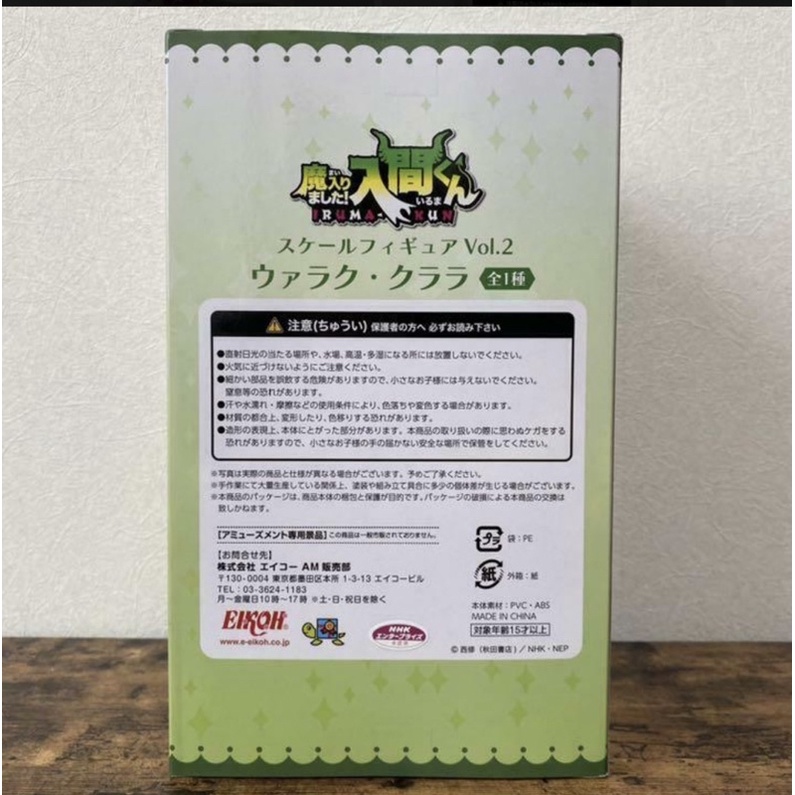 魔入り
まい
ました!
入間くん
いるま
IRUMA-KUN
スケールフィギュア Vol.2
ウァラク・クララ 全1種
注意(ちゅうい) 保護者の方へ 必ずお読み下さい
●直射日光の当たる場所や、水場、高温・多湿になる所には放置しないでください。
●火気に近づけないようにご注意ください。
●細かい部品を誤飲する危険がありますので、小さなお子様には与えないでください。
窒息等の恐れがあります。
●汗や水濡れ・摩擦などの使用条件により、色落ちや変色する場合があります。
●材質の都合上、変形したり、色移りする恐れがあります。
●造形の表現上、本体にとがった部分があります。本商品の取り扱いの際に思わぬケガをする
恐れがありますので、小さなお子様の手の届かない安全な場所で保管をしてください。
※写真は実際の商品と仕様が異なる場合がございます。予めご了承ください。
※手作業にて大量生産している関係上、塗装や組み立て具合に多少の個体差が生じる場合がございます。
※本商品のパッケージは、商品本体の梱包と保護が目的です。パッケージの破損による本商品の交換は
致しかねます。
【アミューズメント専用景品】この商品は一般市販されておりません。
【お問合せ先】
株式会社 エイコー AM 販売部
〒130-0004 東京都墨田区本所 1-3-13 エイコービル
TEL : 03-3624-1183
月～金曜日10時～17時 ※土・日・祝日を除く
プラ 袋:PE
紙 外箱:紙
本体素材:PVC・ABS
MADE IN CHINA
対象年齢15才以上
EIKOH®
www.e-eikoh.co.jp
NHK
エンタープライズ
©西修(秋田書店)/NHK・NEP